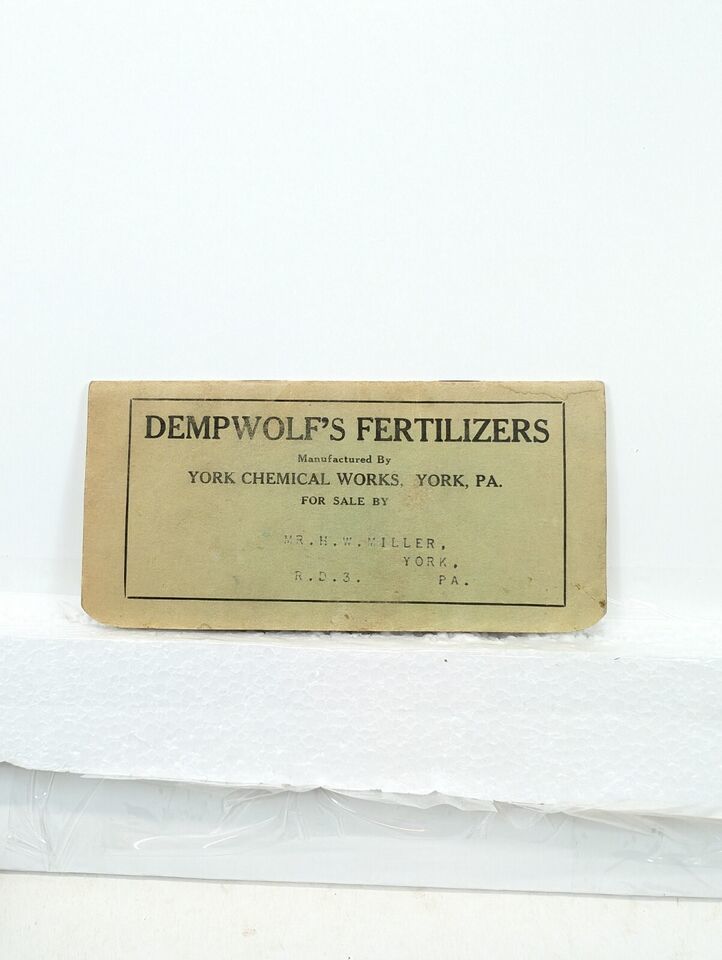 DEMPWOLF'S FERTILIZERS
Manufactured By
YORK CHEMICAL WORKS, YORK, PA.
FOR SALE BY
MR.H.W.MILLER,
YORK,
R.D.3. PA.